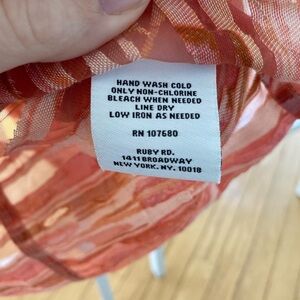 HAND WASH COLD
ONLY NON-CHLORINE
BLEACH WHEN NEEDED
LINE DRY
LOW IRON AS NEEDED
RN 107680
RUBY RD.
1411 BROADWAY
NEW YORK, NY. 10018